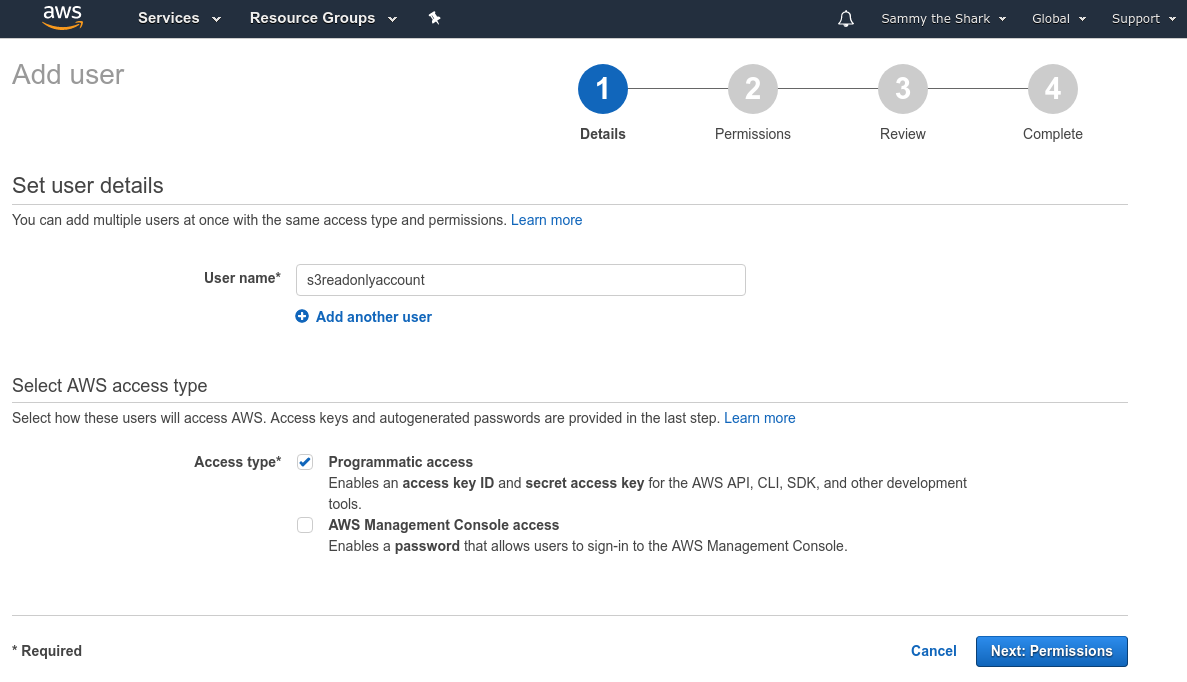 aws Services Resource Groups Sammy the Shark Global Support
Add user
1 2 3 4
Details Permissions Review Complete
Set user details
You can add multiple users at once with the same access type and permissions. Learn more
User name* s3readonlyaccount
Add another user
Select AWS access type
Select how these users will access AWS. Access keys and autogenerated passwords are provided in the last step. Learn more
Access type* Programmatic access
Enables an access key ID and secret access key for the AWS API, CLI, SDK, and other development
tools.
AWS Management Console access
Enables a password that allows users to sign-in to the AWS Management Console.
* Required Cancel Next: Permissions